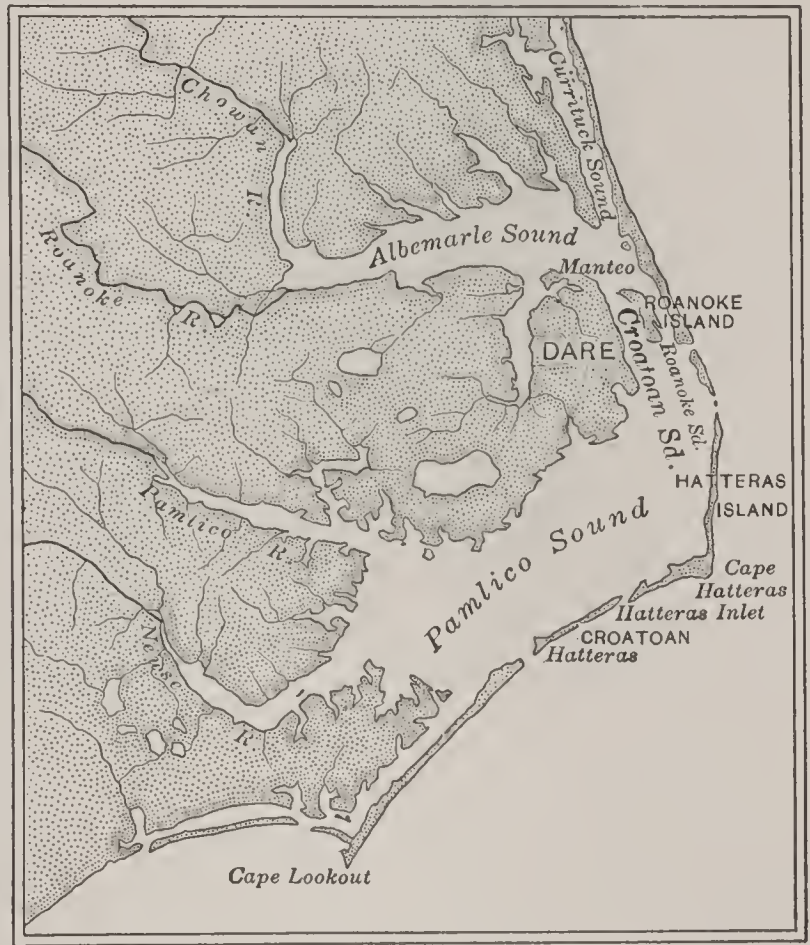 Chowan
R.
Currituck Sound
Roanoke
R.
Albemarle Sound
Manteo
ROANOKE
ISLAND
DARE
Croatoan Sd.
Roanoke Sd.
HATTERAS
ISLAND
Pamlico
R.
Pamlico Sound
Cape
Hatteras
Hatteras Inlet
CROATOAN
Hatteras
Neuse
R.
Cape Lookout